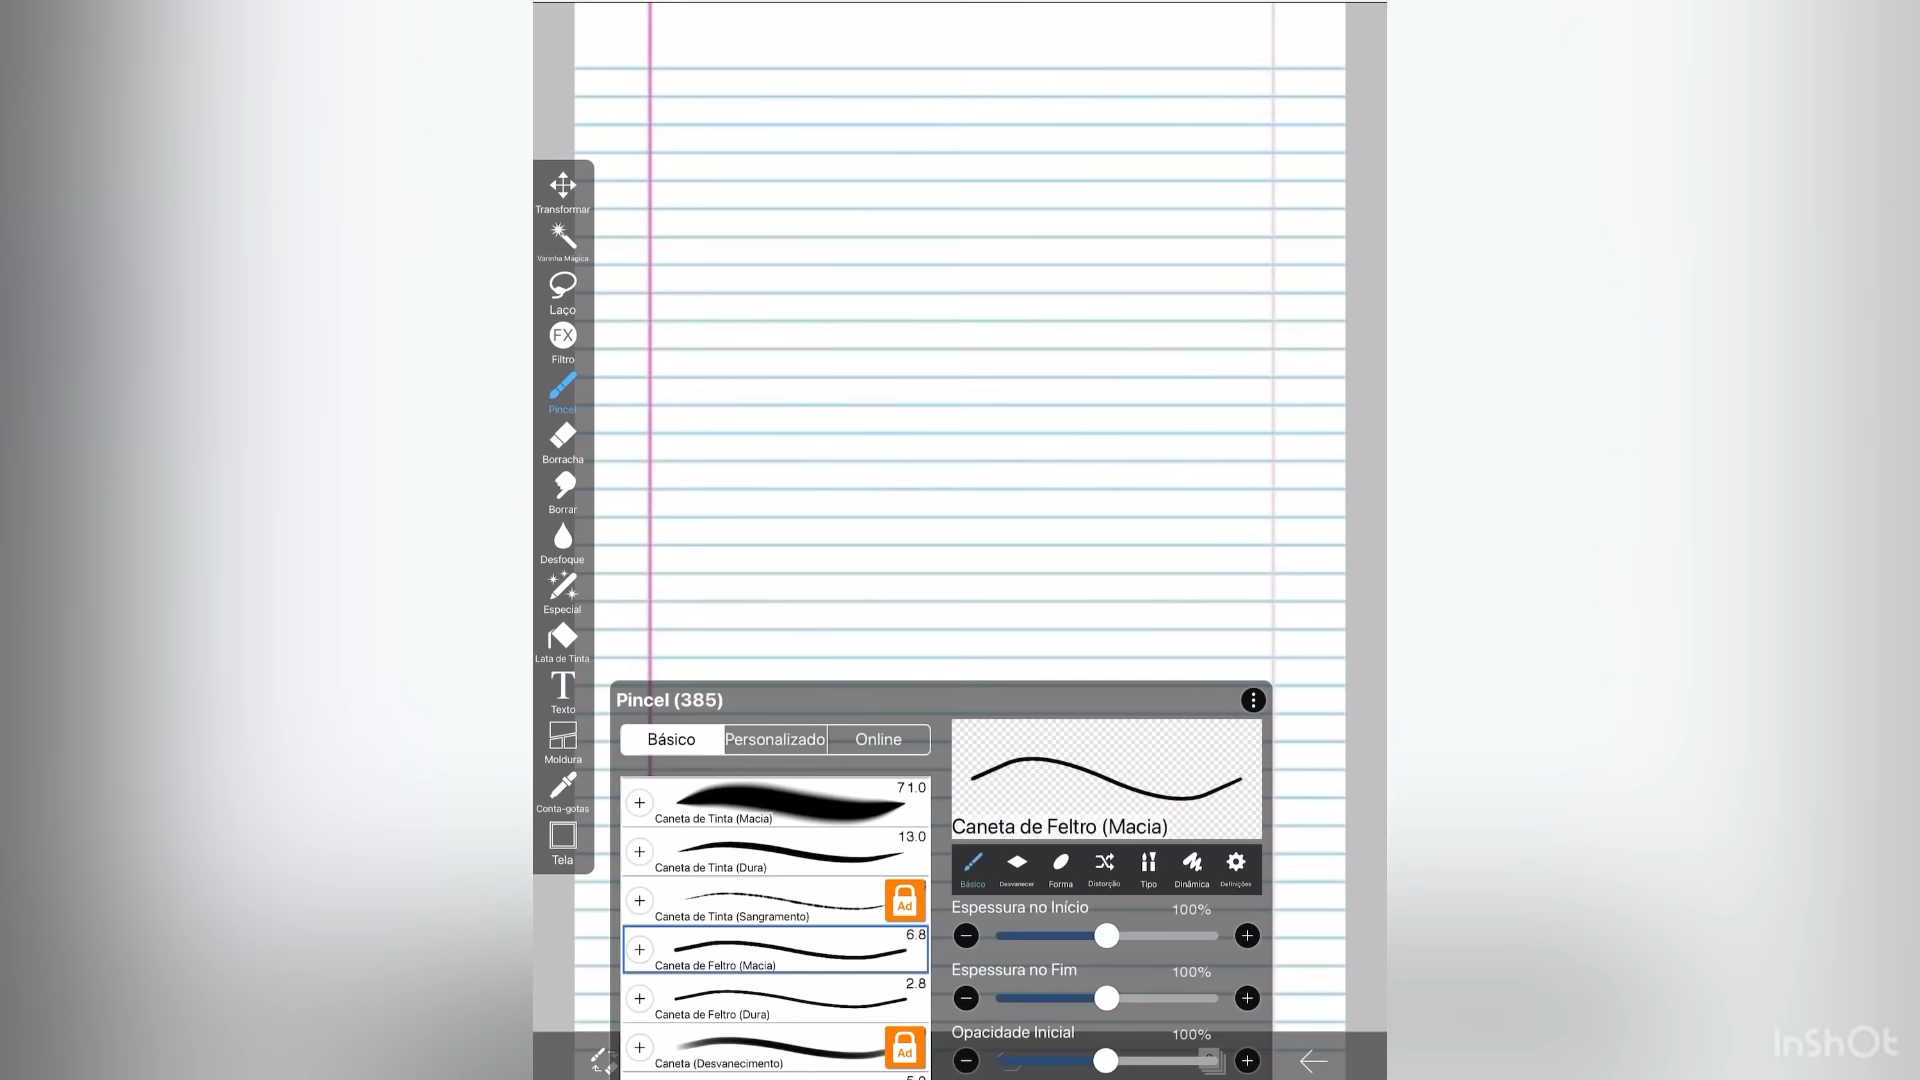 Transformar
Varinha Mágica
Laço
FX
Filtro
Pincel
Borracha
Borrar
Desfoque
Especial
Lata de Tinta
T
Texto
Moldura
Conta-gotas
Tela
Pincel (385)
Básico Personalizado Online
71.0
Caneta de Tinta (Macia)
13.0
Caneta de Tinta (Dura)
Ad
Caneta de Tinta (Sangramento)
6.8
Caneta de Feltro (Macia)
2.8
Caneta de Feltro (Dura)
Ad
Caneta (Desvanecimento)
5.0
Caneta de Feltro (Macia)
Básico Desvanecer Forma Distorção Tipo Dinâmica Definições
Espessura no Início 100%
Espessura no Fim 100%
Opacidade Inicial 100%
InShOt